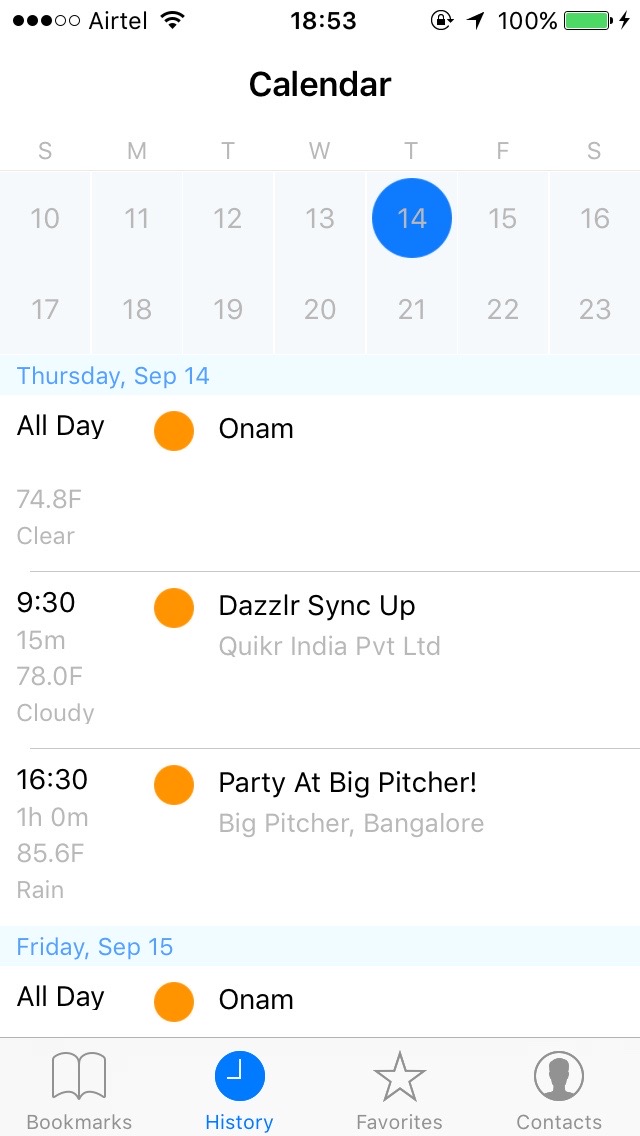 Airtel 18:53 100%
Calendar
S M T W T F S
10 11 12 13 14 15 16
17 18 19 20 21 22 23
Thursday, Sep 14
All Day Onam
74.8F
Clear
9:30 Dazzlr Sync Up
15m Quikr India Pvt Ltd
78.0F
Cloudy
16:30 Party At Big Pitcher!
1h 0m Big Pitcher, Bangalore
85.6F
Rain
Friday, Sep 15
All Day Onam
Bookmarks History Favorites Contacts